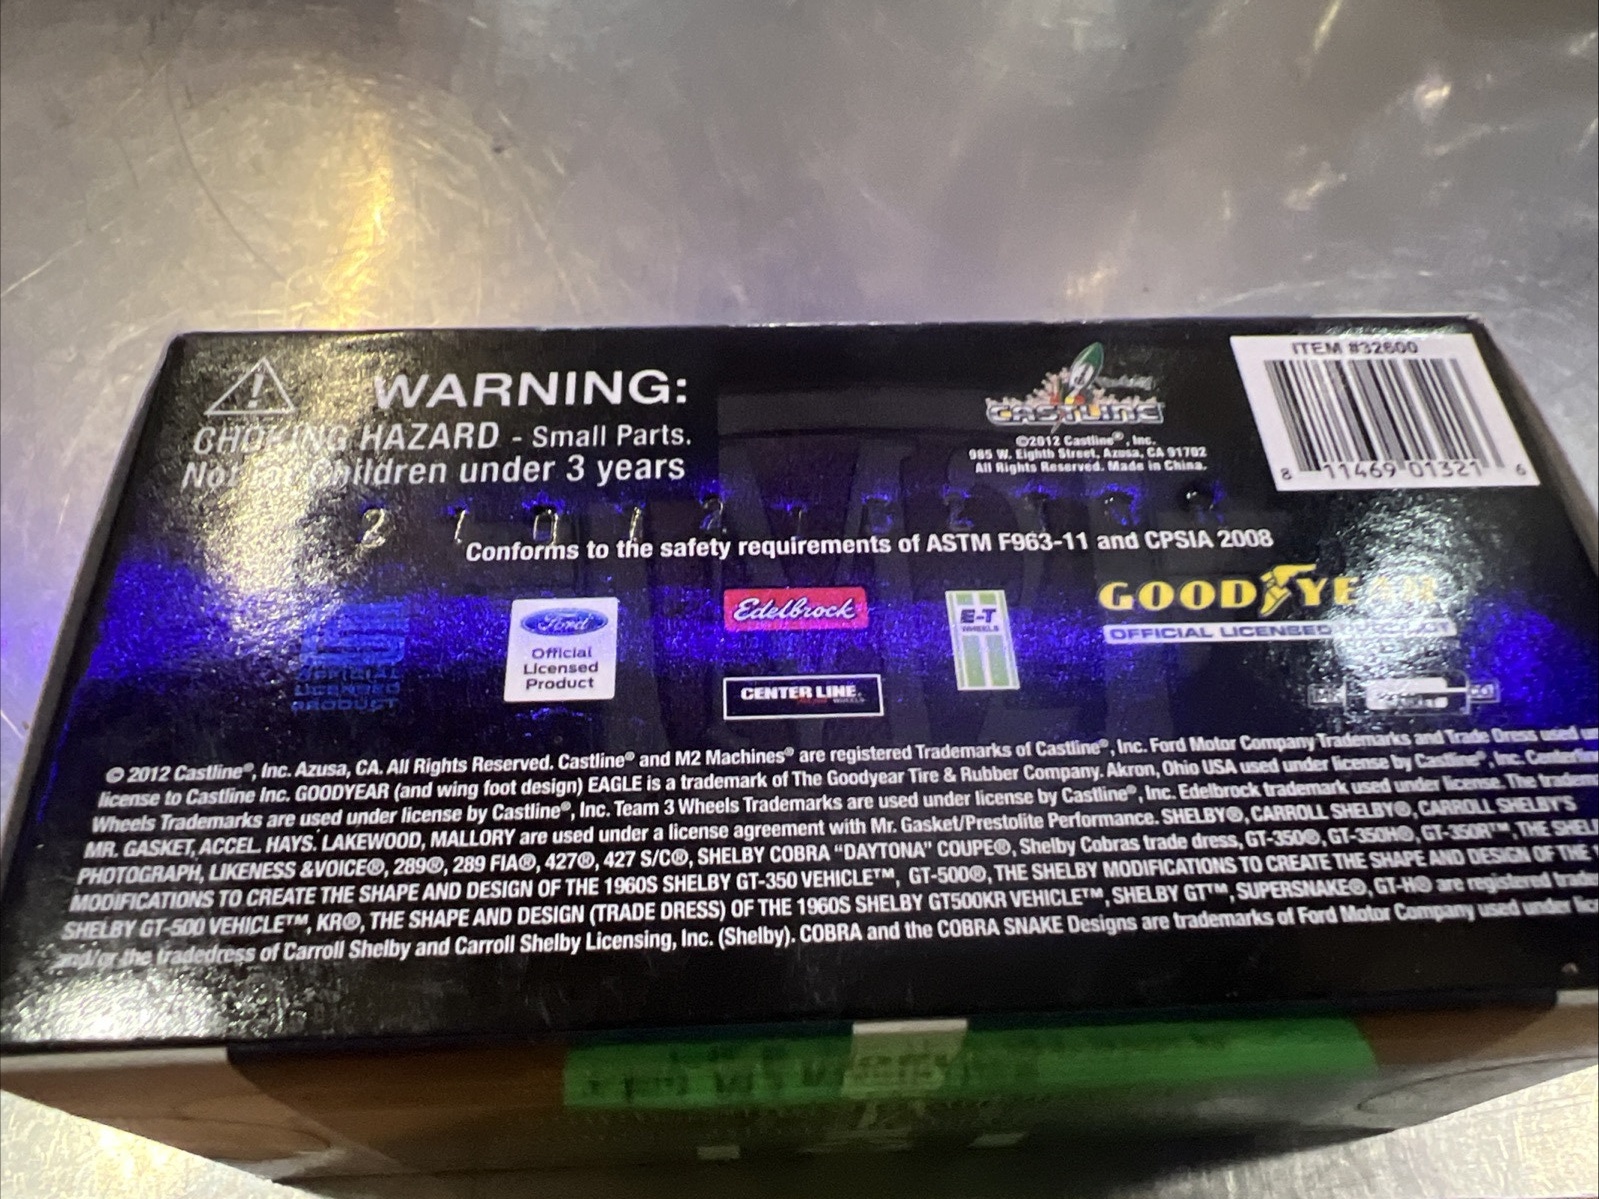 WARNING:
CHOKING HAZARD - Small Parts.
Not for children under 3 years
CASTLINE
©2012 Castline®, Inc.
985 W. Eighth Street, Azusa, CA 91702
All Rights Reserved. Made in China.
ITEM #32600
8 11469 01321 6
Conforms to the safety requirements of ASTM F963-11 and CPSIA 2008
OFFICIAL
LICENSED
PRODUCT
Ford
Official
Licensed
Product
Edelbrock
CENTER LINE.
WHEELS
E-T
WHEELS
GOODYEAR
OFFICIAL LICENSED PRODUCT
© 2012 Castline®, Inc. Azusa, CA. All Rights Reserved. Castline® and M2 Machines® are registered Trademarks of Castline®, Inc. Ford Motor Company Trademarks and Trade Dress used
license to Castline Inc. GOODYEAR (and wing foot design) EAGLE is a trademark of The Goodyear Tire & Rubber Company. Akron, Ohio USA used under license by Castline®, Inc.
Wheels Trademarks are used under license by Castline®, Inc. Team 3 Wheels Trademarks are used under license by Castline®, Inc. Edelbrock trademark used under license. The
MR. GASKET, ACCEL. HAYS. LAKEWOOD, MALLORY are used under a license agreement with Mr. Gasket/Prestolite Performance. SHELBY®, CARROLL SHELBY®, CARROLL SHELBY'S
PHOTOGRAPH, LIKENESS &VOICE®, 289®, 289 FIA®, 427®, 427 S/C®, SHELBY COBRA “DAYTONA” COUPE®, Shelby Cobras trade dress, GT-350®, GT-350H®, GT-350R™, THE
MODIFICATIONS TO CREATE THE SHAPE AND DESIGN OF THE 1960S SHELBY GT-350 VEHICLE™, GT-500®, THE SHELBY MODIFICATIONS TO CREATE THE SHAPE AND DESIGN OF THE
SHELBY GT-500 VEHICLE™, KR®, THE SHAPE AND DESIGN (TRADE DRESS) OF THE 1960S SHELBY GT500KR VEHICLE™, SHELBY GT™, SUPERSNAKE®, GT-H® are registered
and/or the tradedress of Carroll Shelby and Carroll Shelby Licensing, Inc. (Shelby). COBRA and the COBRA SNAKE Designs are trademarks of Ford Motor Company used under